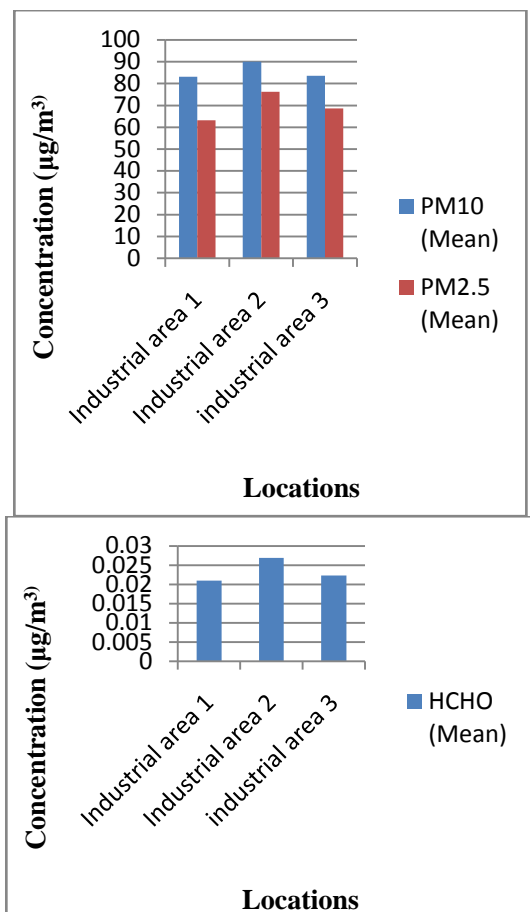 100
90
80
70
60
50
40
30
20
10
0
Concentration (µg/m³)
Industrial area 1
Industrial area 2
industrial area 3
Locations
PM10
(Mean)
PM2.5
(Mean)
0.03
0.025
0.02
0.015
0.01
0.005
0
Concentration (µg/m³)
Industrial area 1
Industrial area 2
industrial area 3
Locations
HCHO
(Mean)